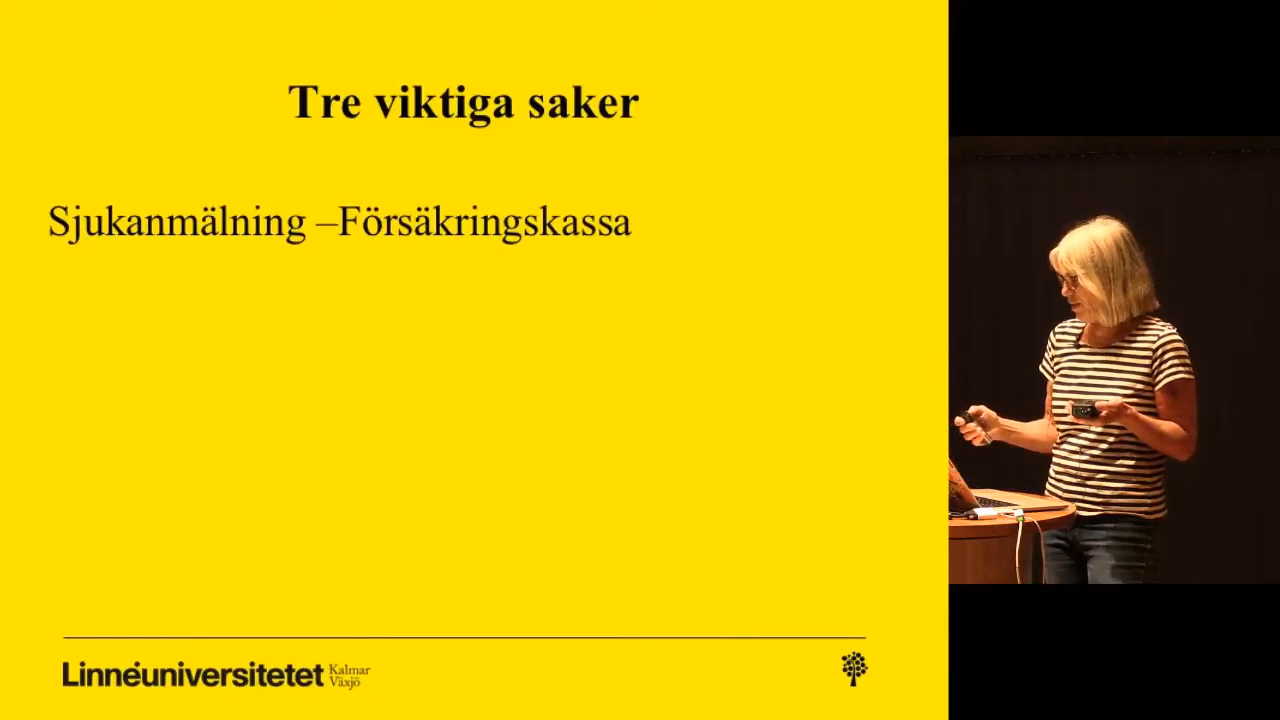 Tre viktiga saker
Sjukanmälning –Försäkringskassa
Linnéuniversitetet Kalmar
Växjö